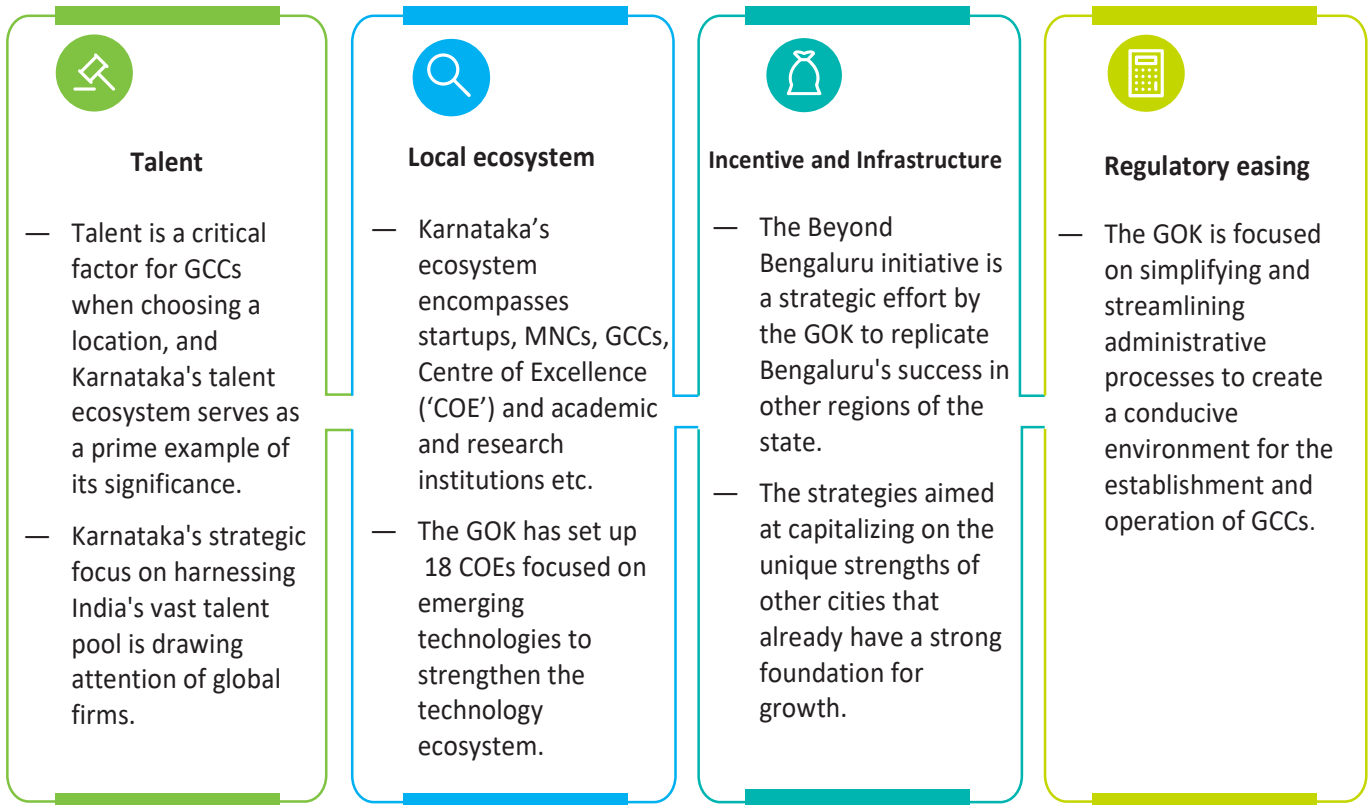 Talent
— Talent is a critical
factor for GCCs
when choosing a
location, and
Karnataka's talent
ecosystem serves as
a prime example of
its significance.
— Karnataka's strategic
focus on harnessing
India's vast talent
pool is drawing
attention of global
firms.
Local ecosystem
— Karnataka’s
ecosystem
encompasses
startups, MNCs, GCCs,
Centre of Excellence
(‘COE’) and academic
and research
institutions etc.
— The GOK has set up
18 COEs focused on
emerging
technologies to
strengthen the
technology
ecosystem.
Incentive and Infrastructure
— The Beyond
Bengaluru initiative is
a strategic effort by
the GOK to replicate
Bengaluru's success in
other regions of the
state.
— The strategies aimed
at capitalizing on the
unique strengths of
other cities that
already have a strong
foundation for
growth.
Regulatory easing
— The GOK is focused
on simplifying and
streamlining
administrative
processes to create
a conducive
environment for the
establishment and
operation of GCCs.